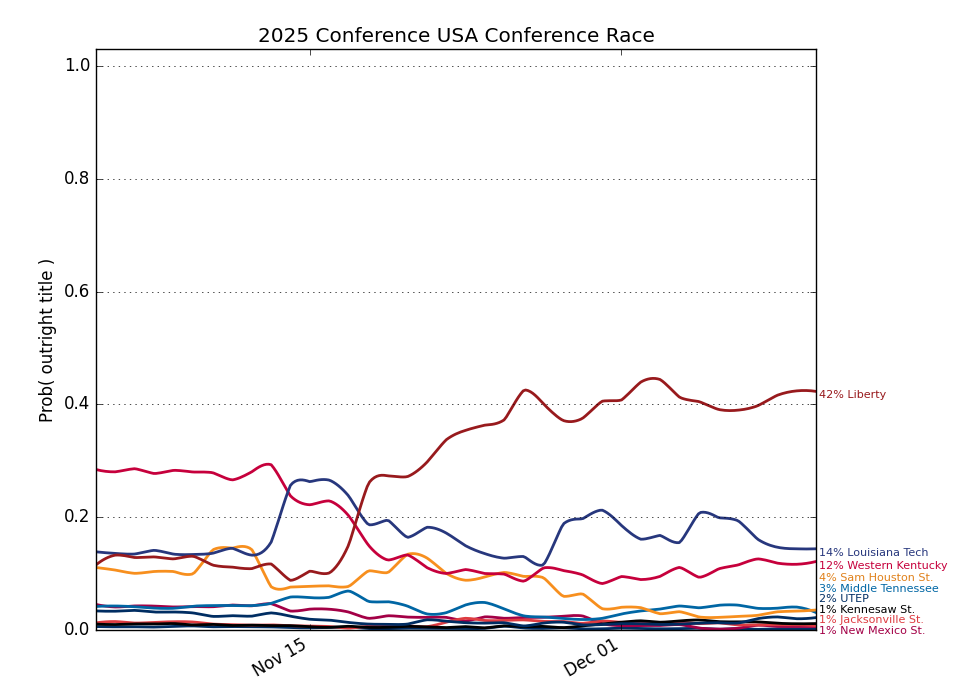 2025 Conference USA Conference Race
Prob( outright title )
1.0
0.8
0.6
0.4
0.2
0.0
Nov 15
Dec 01
42% Liberty
14% Louisiana Tech
12% Western Kentucky
4% Sam Houston St.
3% Middle Tennessee
2% UTEP
1% Kennesaw St.
1% Jacksonville St.
1% New Mexico St.